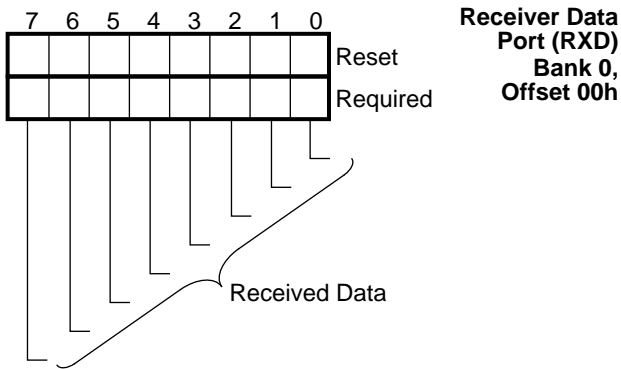 7 6 5 4 3 2 1 0
Reset
Required
Receiver Data
Port (RXD)
Bank 0,
Offset 00h
Received Data